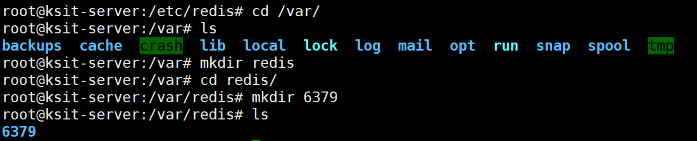 root@ksit-server:/etc/redis# cd /var/
root@ksit-server:/var# ls
backups  cache  crash  lib  local  lock  log  mail  opt  run  snap  spool  tmp
root@ksit-server:/var# mkdir redis
root@ksit-server:/var# cd redis/
root@ksit-server:/var/redis# mkdir 6379
root@ksit-server:/var/redis# ls
6379